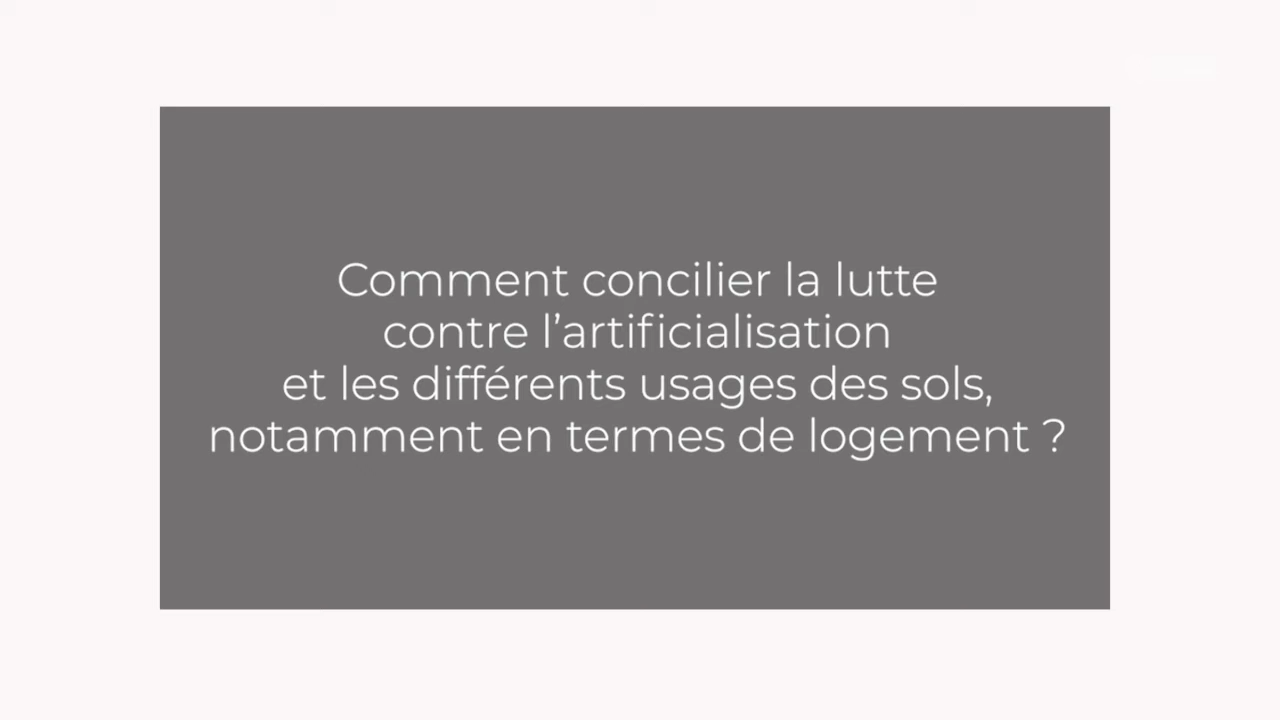 Comment concilier la lutte
contre l’artificialisation
et les différents usages des sols,
notamment en termes de logement ?